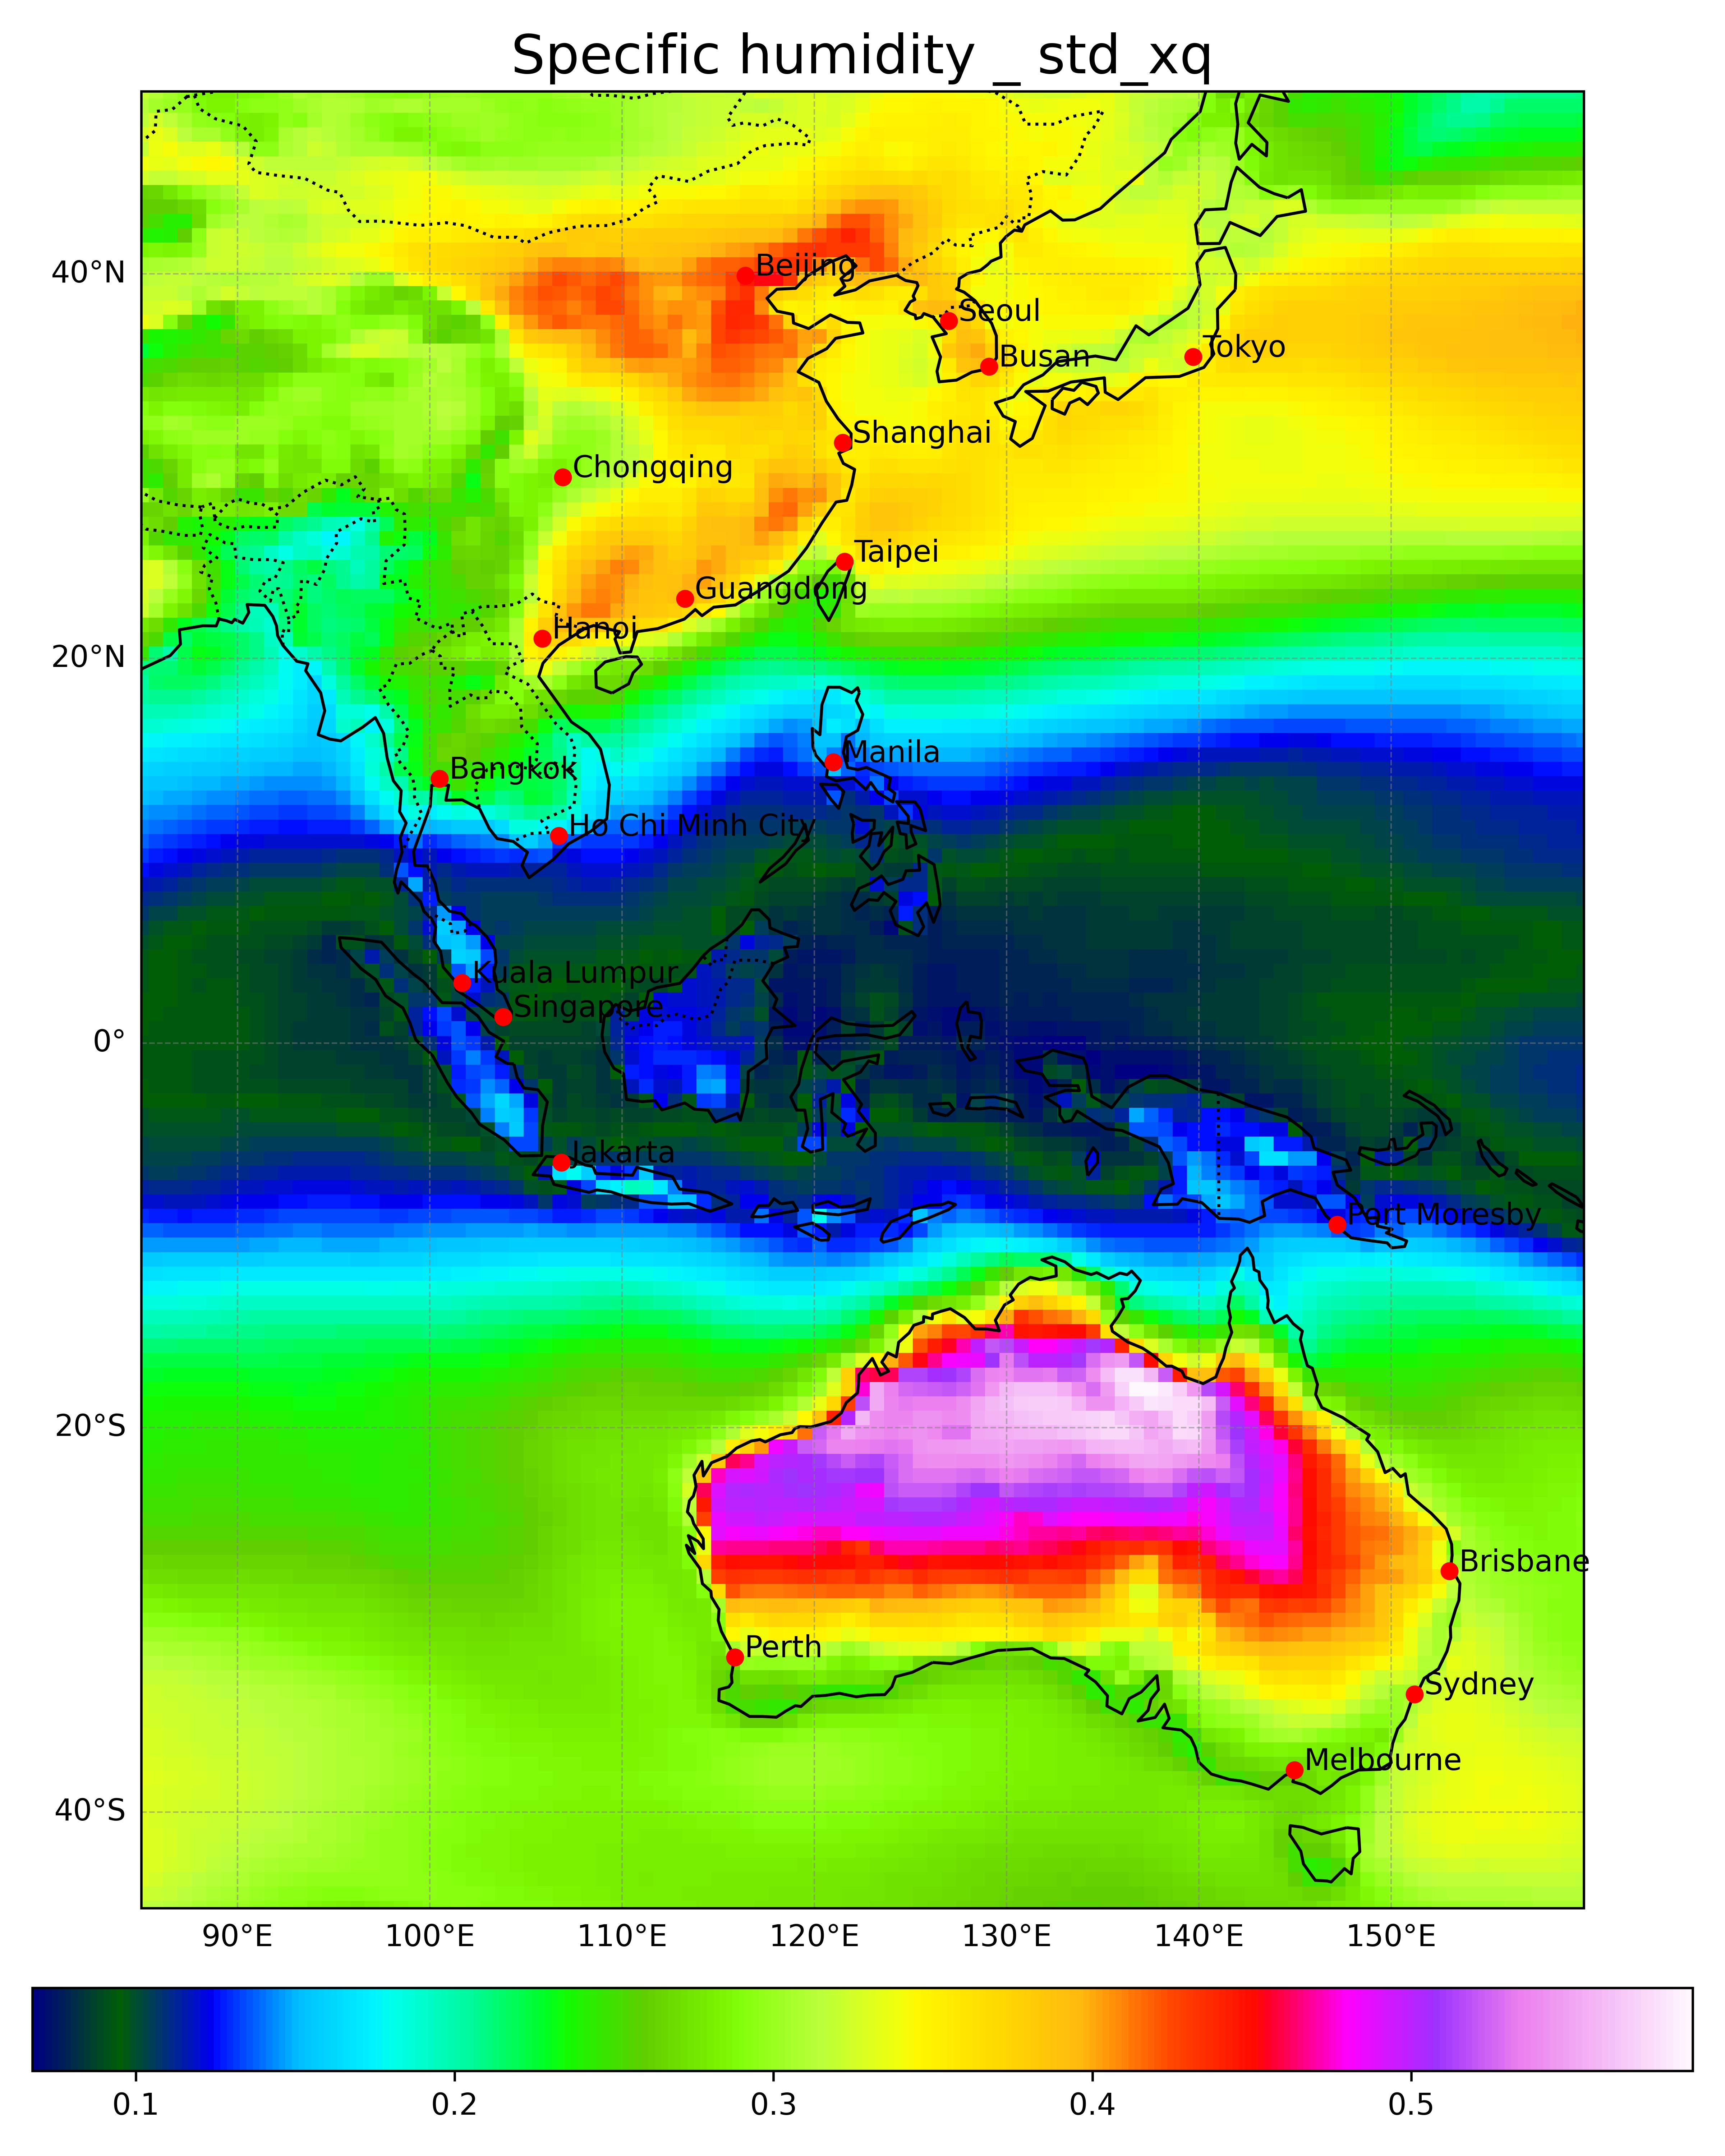 Specific humidity _ std_xq
40°N
20°N
0°
20°S
40°S
Beijing
Seoul
Tokyo
Busan
Shanghai
Chongqing
Taipei
Guangdong
Hanoi
Manila
Bangkok
Ho Chi Minh City
Kuala Lumpur
Singapore
Jakarta
Port Moresby
Brisbane
Perth
Sydney
Melbourne
90°E 100°E 110°E 120°E 130°E 140°E 150°E
0.1 0.2 0.3 0.4 0.5